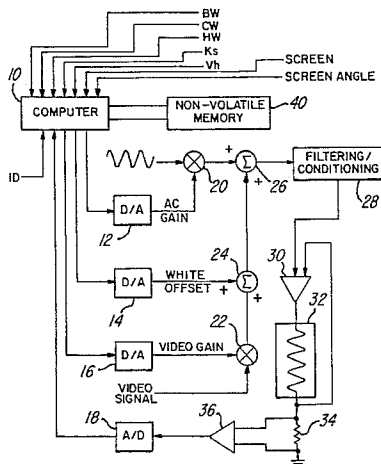 BW
CW
HW
Ks
Vh
SCREEN
SCREEN ANGLE
10
COMPUTER
NON-VOLATILE
MEMORY
40
ID
D/A
12
AC
GAIN
20
+
+
Σ
26
FILTERING/
CONDITIONING
28
30
D/A
14
WHITE
OFFSET
+
24
Σ
+
32
D/A
16
VIDEO GAIN
22
VIDEO
SIGNAL
18
A/D
36
34